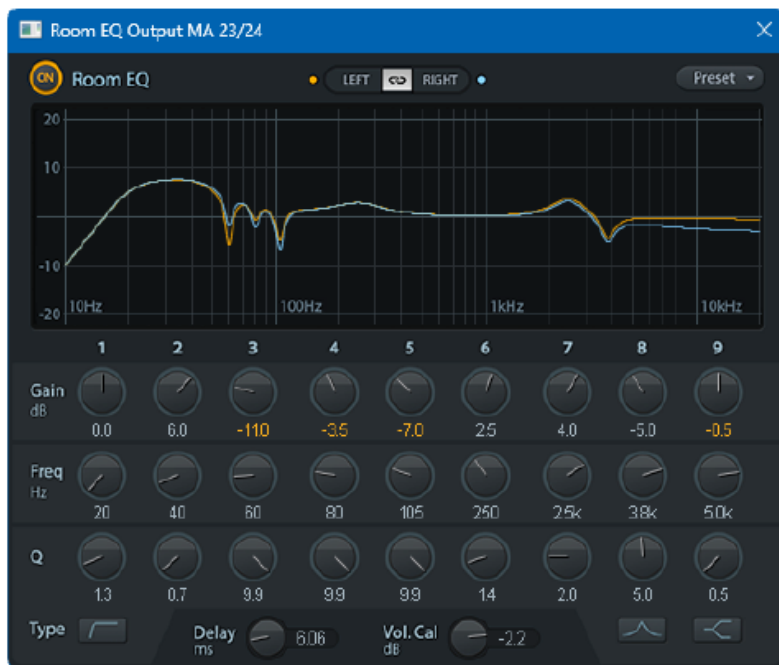 Room EQ Output MA 23/24
ON Room EQ LEFT RIGHT Preset
20
10
-10
-20
10Hz 100Hz 1kHz 10kHz
1 2 3 4 5 6 7 8 9
Gain
dB
0.0 6.0 -11.0 -3.5 -7.0 2.5 4.0 -5.0 -0.5
Freq
Hz
20 40 60 80 105 250 2.5k 3.8k 5.0k
Q
1.3 0.7 9.9 9.9 9.9 1.4 2.0 5.0 0.5
Type Delay 6.06 Vol. Cal -2.2
ms dB